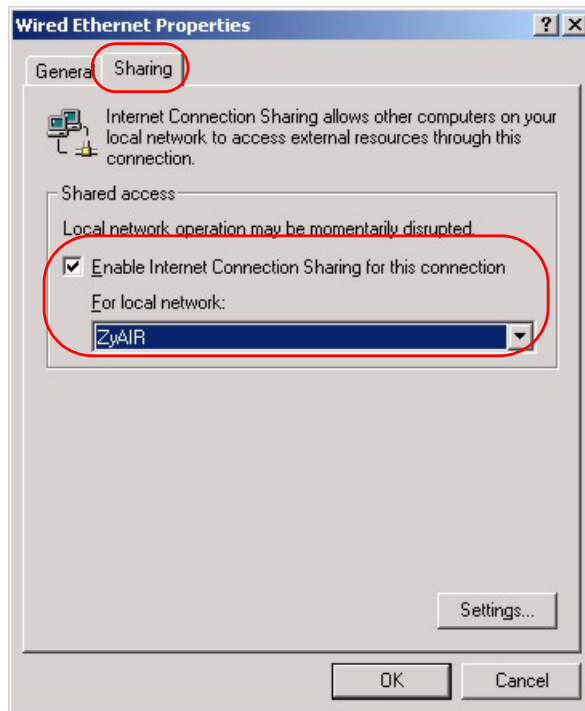 Wired Ethernet Properties
General Sharing
Internet Connection Sharing allows other computers on your
local network to access external resources through this
connection.
Shared access
Local network operation may be momentarily disrupted.
Enable Internet Connection Sharing for this connection
For local network:
ZyAIR
Settings...
OK Cancel